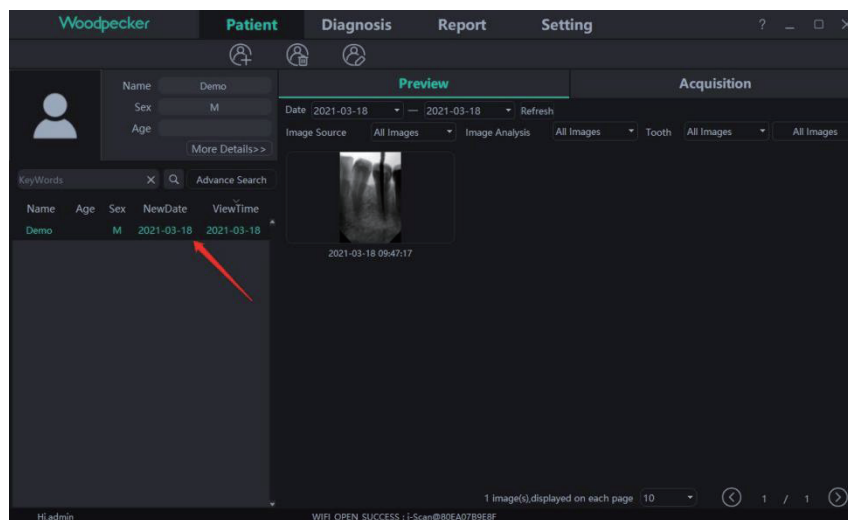 Woodpecker Patient Diagnosis Report Setting ?
Preview Acquisition
Name Demo
Sex M
Age
More Details>>
Date 2021-03-18 — 2021-03-18 Refresh
Image Source All Images Image Analysis All Images Tooth All Images All Images
KeyWords Advance Search
Name Age Sex NewDate ViewTime
Demo M 2021-03-18 2021-03-18
2021-03-18 09:47:17
1 image(s),displayed on each page 10 1 / 1
Hi,admin WIFI OPEN SUCCESS : i-Scan@80EA07B9E8F